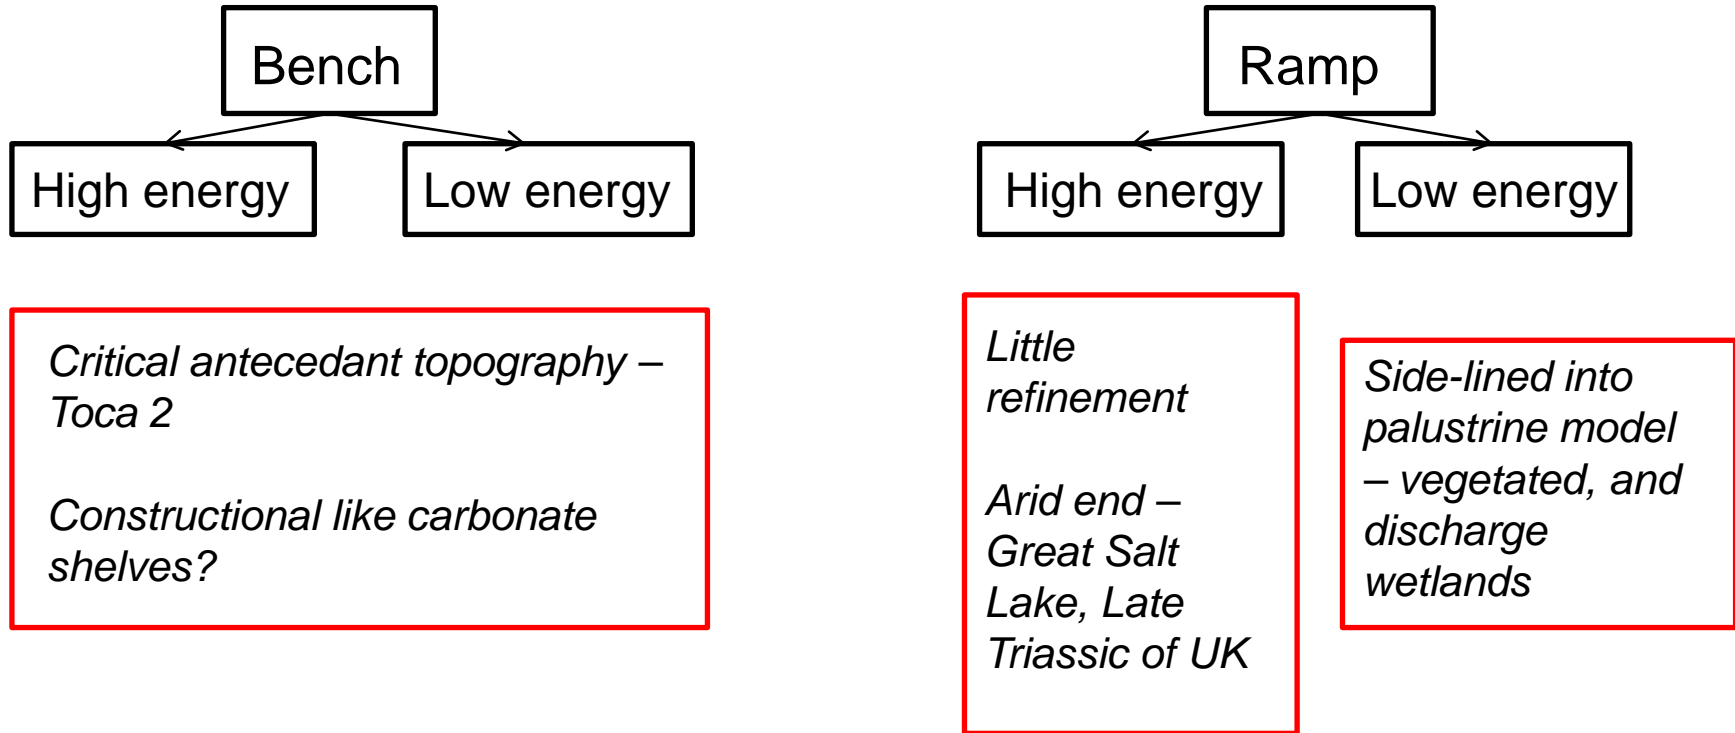 Bench
High energy
Low energy
Critical antecedant topography –
Toca 2
Constructional like carbonate
shelves?
Ramp
High energy
Low energy
Little
refinement
Arid end –
Great Salt
Lake, Late
Triassic of UK
Side-lined into
palustrine model
– vegetated, and
discharge
wetlands